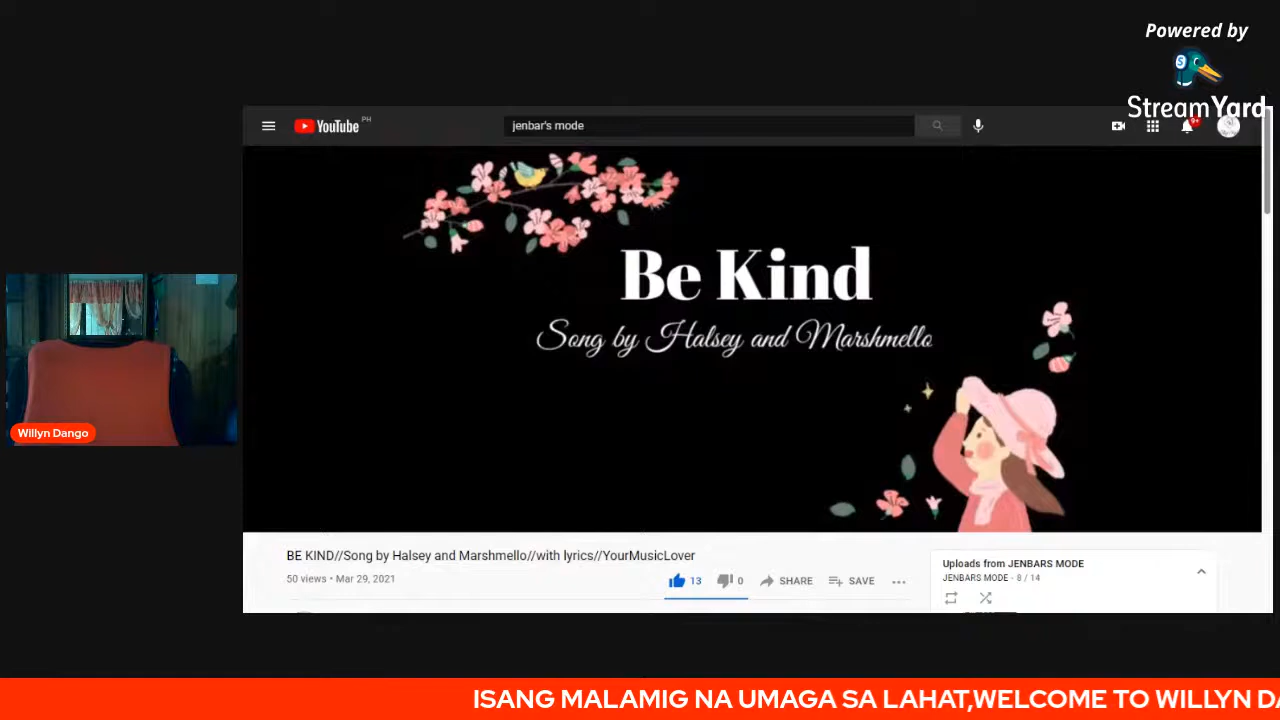 Powered by
StreamYard
YouTube PH
jenbar's mode
9+
Be Kind
Song by Halsey and Marshmello
Willyn Dango
BE KIND//Song by Halsey and Marshmello//with lyrics//YourMusicLover
50 views • Mar 29, 2021
13 0 SHARE SAVE
Uploads from JENBARS MODE
JENBARS MODE - 8 / 14
ISANG MALAMIG NA UMAGA SA LAHAT,WELCOME TO WILLYN DA